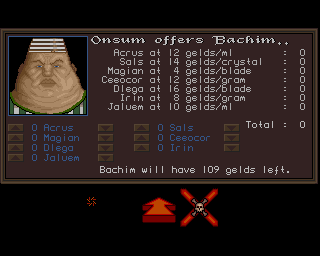 Onsum offers Bachim..
Acrus at 12 gelds/ml : 0
Sals at 14 gelds/crystal : 0
Magian at 4 gelds/blade : 0
Ceeocor at 12 gelds/gram : 0
Dlega at 16 gelds/blade : 0
Irin at 8 gelds/gram : 0
Jaluem at 10 gelds/ml : 0
Total : 0
0 Acrus 0 Sals
0 Magian 0 Ceeocor
0 Dlega 0 Irin
0 Jaluem
Bachim will have 109 gelds left.